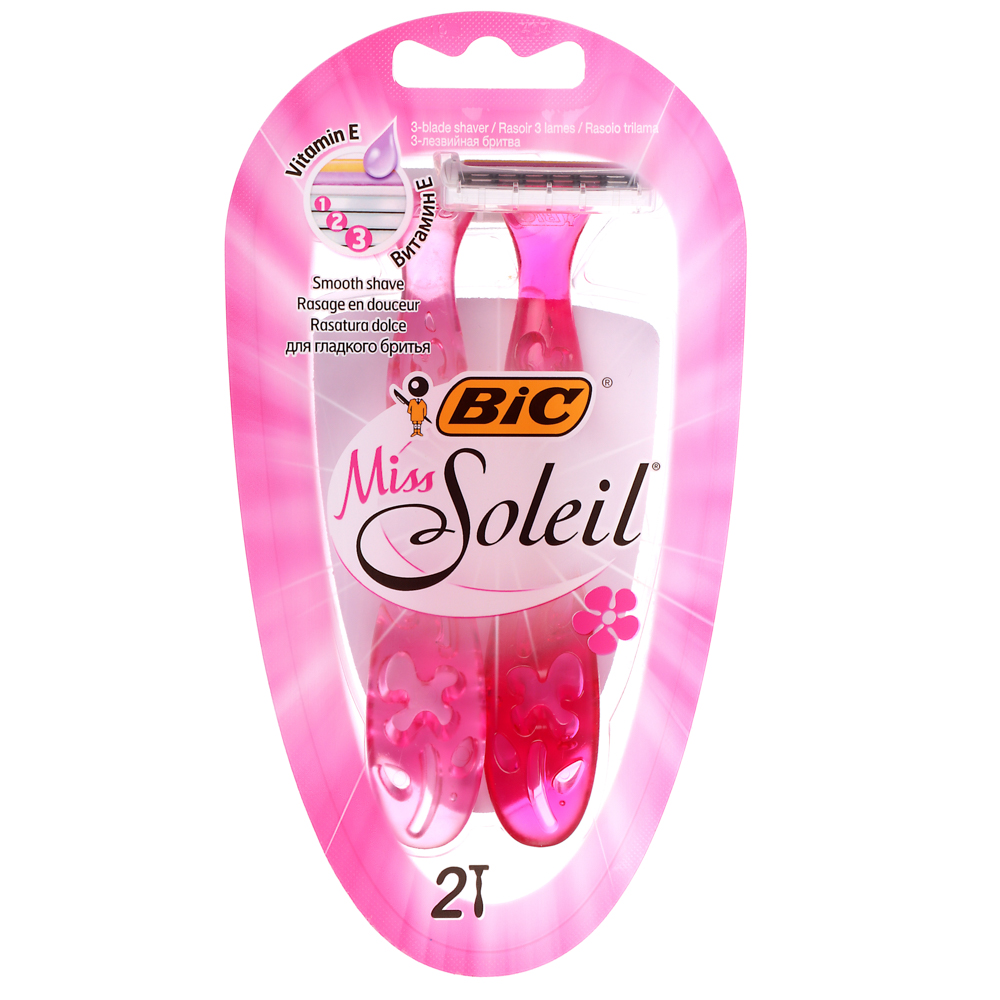 3-blade shaver / Rasoir 3 lames / Rasoio trilama
3-лезвийная бритва
Vitamin E
Витамин E
1
2
3
Smooth shave
Rasage en douceur
Rasatura dolce
для гладкого бритья
BiC ®
Miss Soleil ®
2